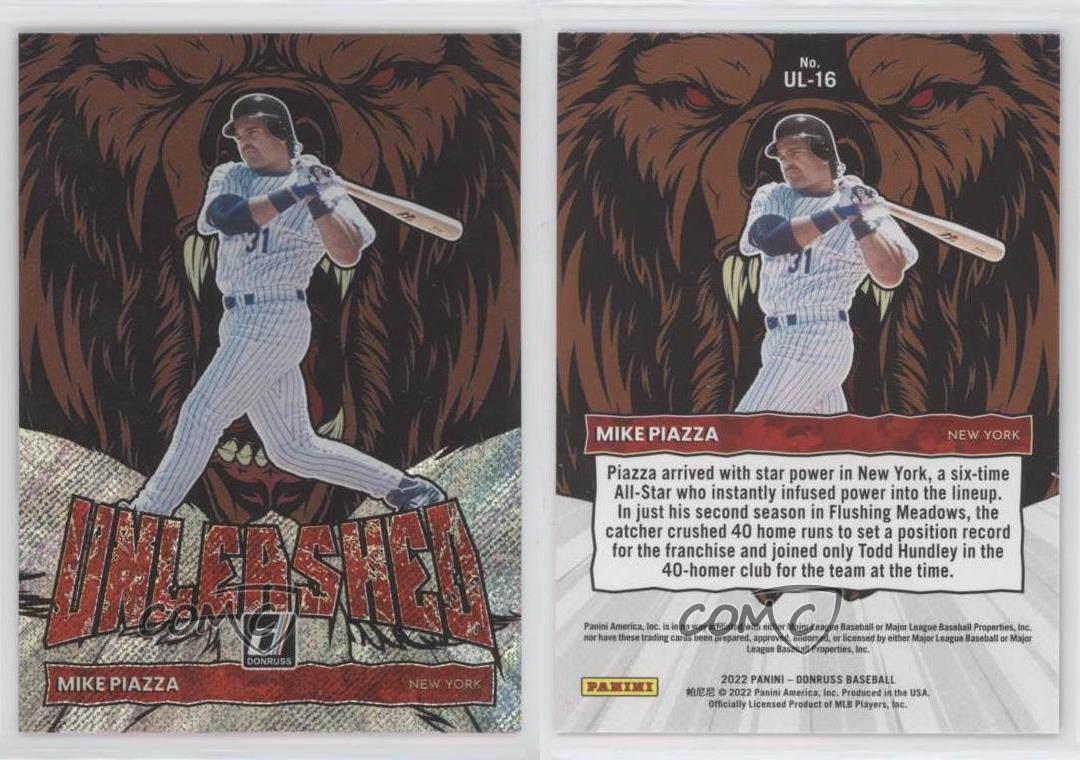 31
UNLEASHED
COMC
DONRUSS
MIKE PIAZZA
NEW YORK
No.
UL-16
31
MIKE PIAZZA
NEW YORK
Piazza arrived with star power in New York, a six-time
All-Star who instantly infused power into the lineup.
In just his second season in Flushing Meadows, the
catcher crushed 40 home runs to set a position record
for the franchise and joined only Todd Hundley in the
40-homer club for the team at the time.
COMC
Panini America, Inc. is in no way affiliated with either Major League Baseball or Major League Baseball Properties, Inc.
nor have these trading cards been prepared, approved, endorsed, or licensed by either Major League Baseball or Major
League Baseball Properties, Inc.
PANINI
2022 PANINI – DONRUSS BASEBALL
帕尼尼 © 2022 Panini America, Inc. Produced in the USA.
Officially Licensed Product of MLB Players, Inc.